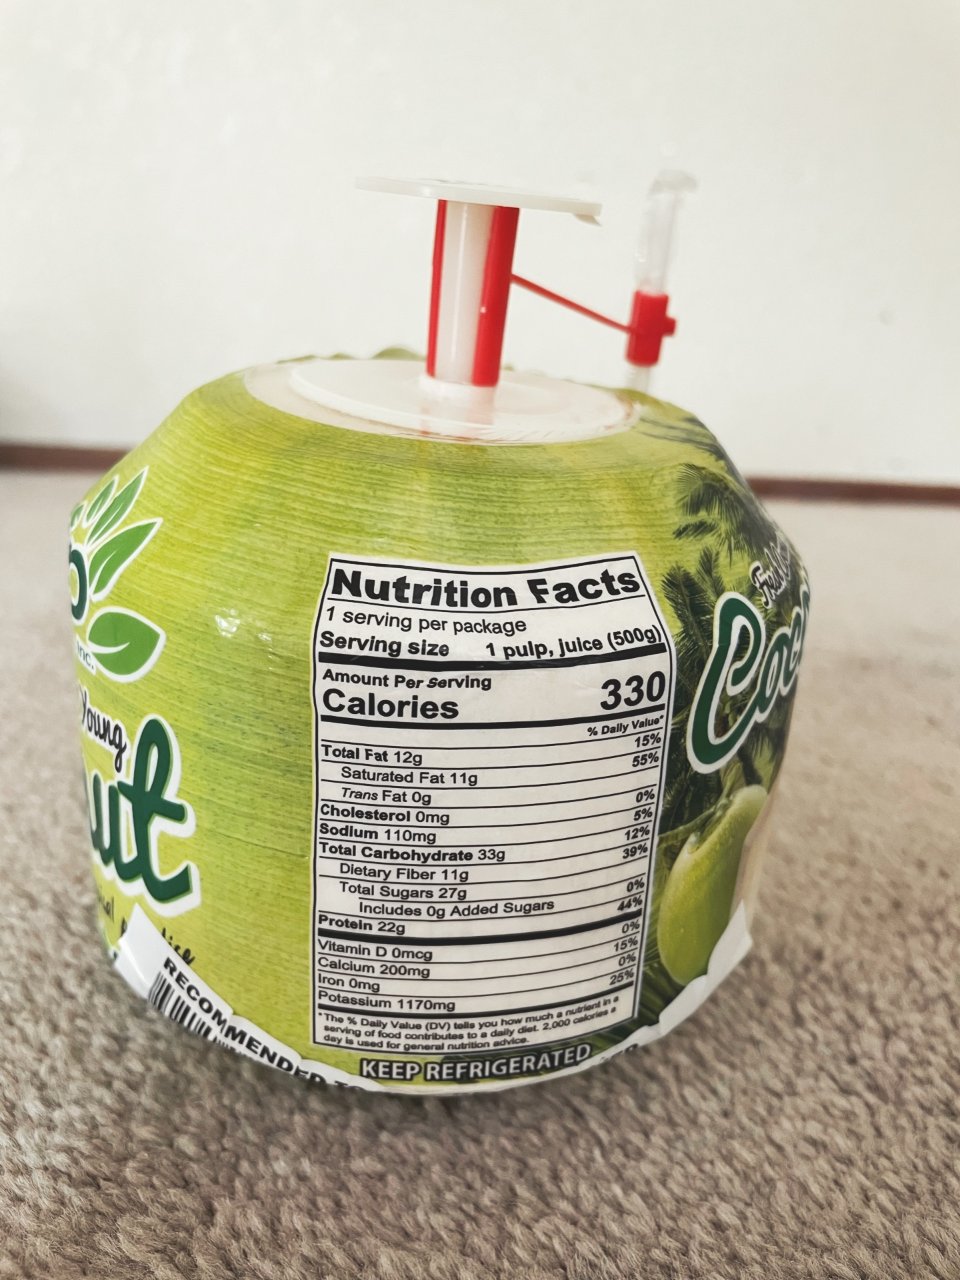 Nutrition Facts
1 serving per package
Serving size 1 pulp, juice (500g)
Amount Per Serving
Calories 330
% Daily Value*
Total Fat 12g 15%
Saturated Fat 11g 55%
Trans Fat 0g
Cholesterol 0mg 0%
Sodium 110mg 5%
Total Carbohydrate 33g 12%
Dietary Fiber 11g 39%
Total Sugars 27g
Includes 0g Added Sugars 0%
Protein 22g 44%
Vitamin D 0mcg 0%
Calcium 200mg 15%
Iron 0mg 0%
Potassium 1170mg 25%
*The % Daily Value (DV) tells you how much a nutrient in a
serving of food contributes to a daily diet. 2,000 calories a
day is used for general nutrition advice.
KEEP REFRIGERATED
inc.
Young
ut
RECOMMENDED
Coc